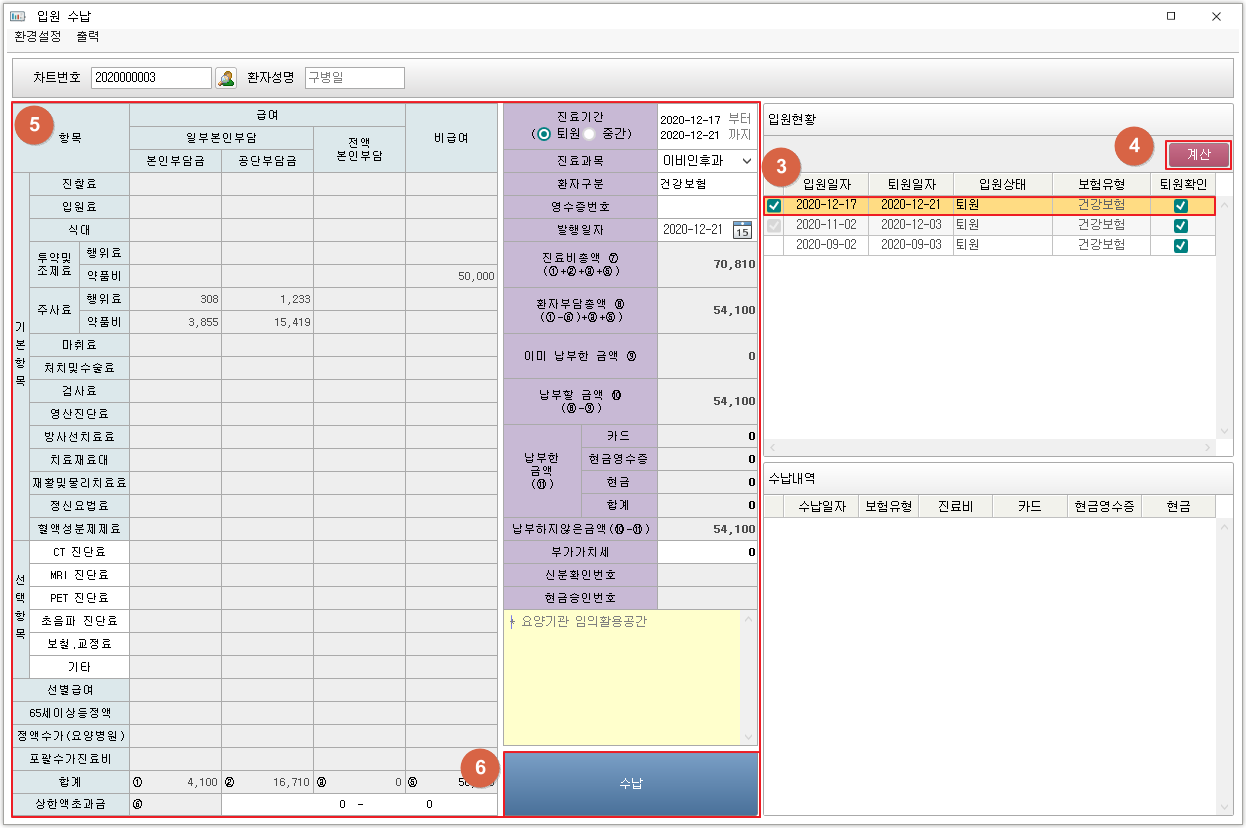 입원 수납
환경설정 출력
차트번호 2020000003 환자성명 구병일
5
항목 급여 비급여
일부본인부담 전액 본인부담
본인부담금 공단부담금
기본항목
진찰료
입원료
식대
투약및 조제료 행위료
약품비 50,000
주사료 행위료 308 1,233
약품비 3,855 15,419
마취료
처치및수술료
검사료
영상진단료
방사선치료료
치료재료대
재활및물리치료료
정신요법료
혈액성분제제료
선택항목
CT 진단료
MRI 진단료
PET 진단료
초음파 진단료
보철,교정료
기타
선별급여
65세이상등정액
정액수가(요양병원)
포괄수가진료비
합계 ① 4,100 ② 16,710 ③ 0 ⑤
상한액초과금 ⑥ 0 - 0
진료기간 2020-12-17 부터
(퇴원 중간) 2020-12-21 까지
진료과목 이비인후과
환자구분 건강보험
영수증번호
발행일자 2020-12-21 15
진료비총액 ⑦ 70,810
(①+②+③+⑤)
환자부담총액 ⑧ 54,100
(①-⑥)+③+⑤)
이미 납부한 금액 ⑨ 0
납부할 금액 ⑩ 54,100
(⑧-⑨)
납부한 금액 (⑪)
카드 0
현금영수증 0
현금 0
합계 0
납부하지않은금액(⑩-⑪) 54,100
부가가치세 0
신분확인번호
현금승인번호
* 요양기관 임의활용공간
6
수납
입원현황
4
계산
3
입원일자 퇴원일자 입원상태 보험유형 퇴원확인
2020-12-17 2020-12-21 퇴원 건강보험
2020-11-02 2020-12-03 퇴원 건강보험
2020-09-02 2020-09-03 퇴원 건강보험
수납내역
수납일자 보험유형 진료비 카드 현금영수증 현금